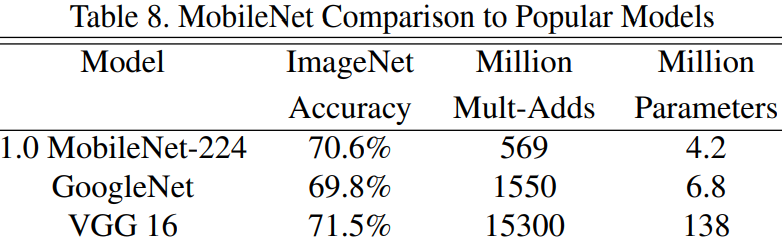 Table 8. MobileNet Comparison to Popular Models
Model ImageNet Million Million
Accuracy Mult-Adds Parameters
1.0 MobileNet-224 70.6% 569 4.2
GoogleNet 69.8% 1550 6.8
VGG 16 71.5% 15300 138